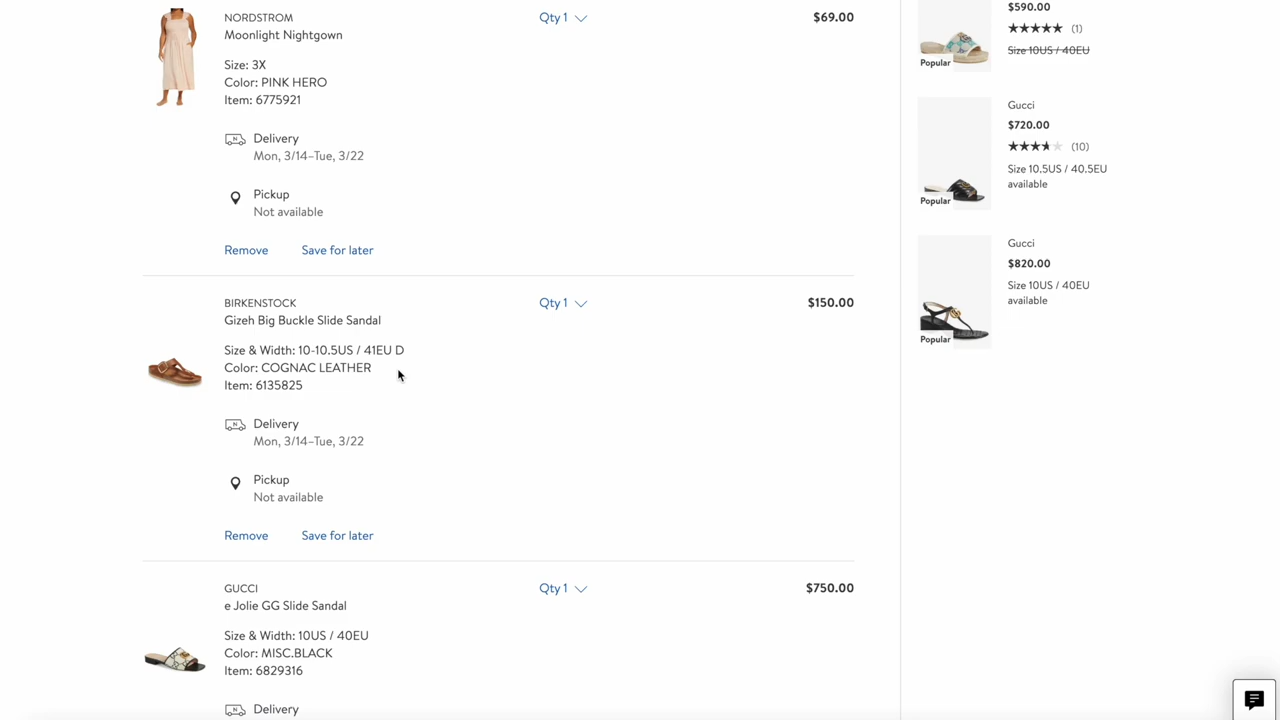 NORDSTROM
Moonlight Nightgown
Qty 1
$69.00
Size: 3X
Color: PINK HERO
Item: 6775921
Delivery
Mon, 3/14–Tue, 3/22
Pickup
Not available
Remove
Save for later
BIRKENSTOCK
Gizeh Big Buckle Slide Sandal
Qty 1
$150.00
Size & Width: 10-10.5US / 41EU D
Color: COGNAC LEATHER
Item: 6135825
N
Delivery
Mon, 3/14–Tue, 3/22
Pickup
Not available
Remove
Save for later
GUCCI
e Jolie GG Slide Sandal
Qty 1
$750.00
Size & Width: 10US / 40EU
Color: MISC.BLACK
Item: 6829316
Delivery
$590.00
(1)
Size 10US / 40EU
Popular
Gucci
$720.00
(10)
Size 10.5US / 40.5EU
available
Popular
Gucci
$820.00
Size 10US / 40EU
available
Popular